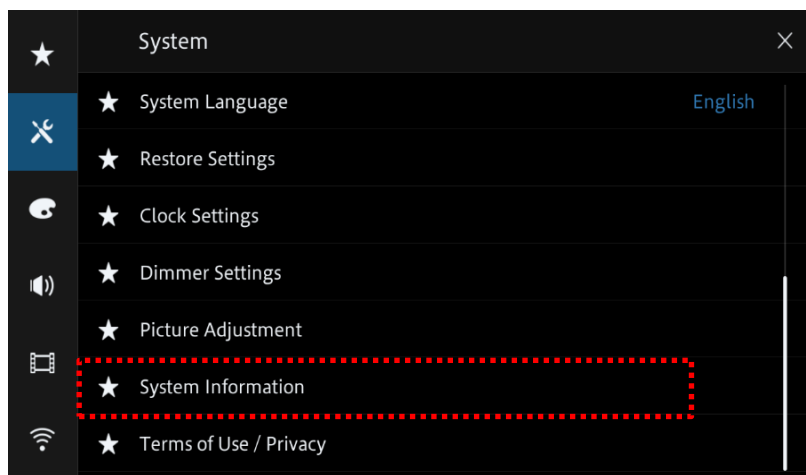 System
System Language English
Restore Settings
Clock Settings
Dimmer Settings
Picture Adjustment
System Information
Terms of Use / Privacy